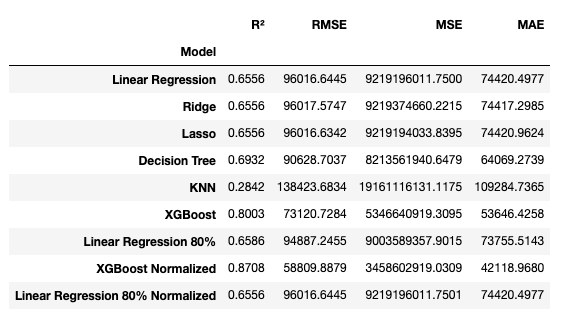 R² RMSE MSE MAE
Model
Linear Regression 0.6556 96016.6445 9219196011.7500 74420.4977
Ridge 0.6556 96017.5747 9219374660.2215 74417.2985
Lasso 0.6556 96016.6342 9219194033.8395 74420.9624
Decision Tree 0.6932 90628.7037 8213561940.6479 64069.2739
KNN 0.2842 138423.6834 19161116131.1175 109284.7365
XGBoost 0.8003 73120.7284 5346640919.3095 53646.4258
Linear Regression 80% 0.6586 94887.2455 9003589357.9015 73755.5143
XGBoost Normalized 0.8708 58809.8879 3458602919.0309 42118.9680
Linear Regression 80% Normalized 0.6556 96016.6445 9219196011.7501 74420.4977